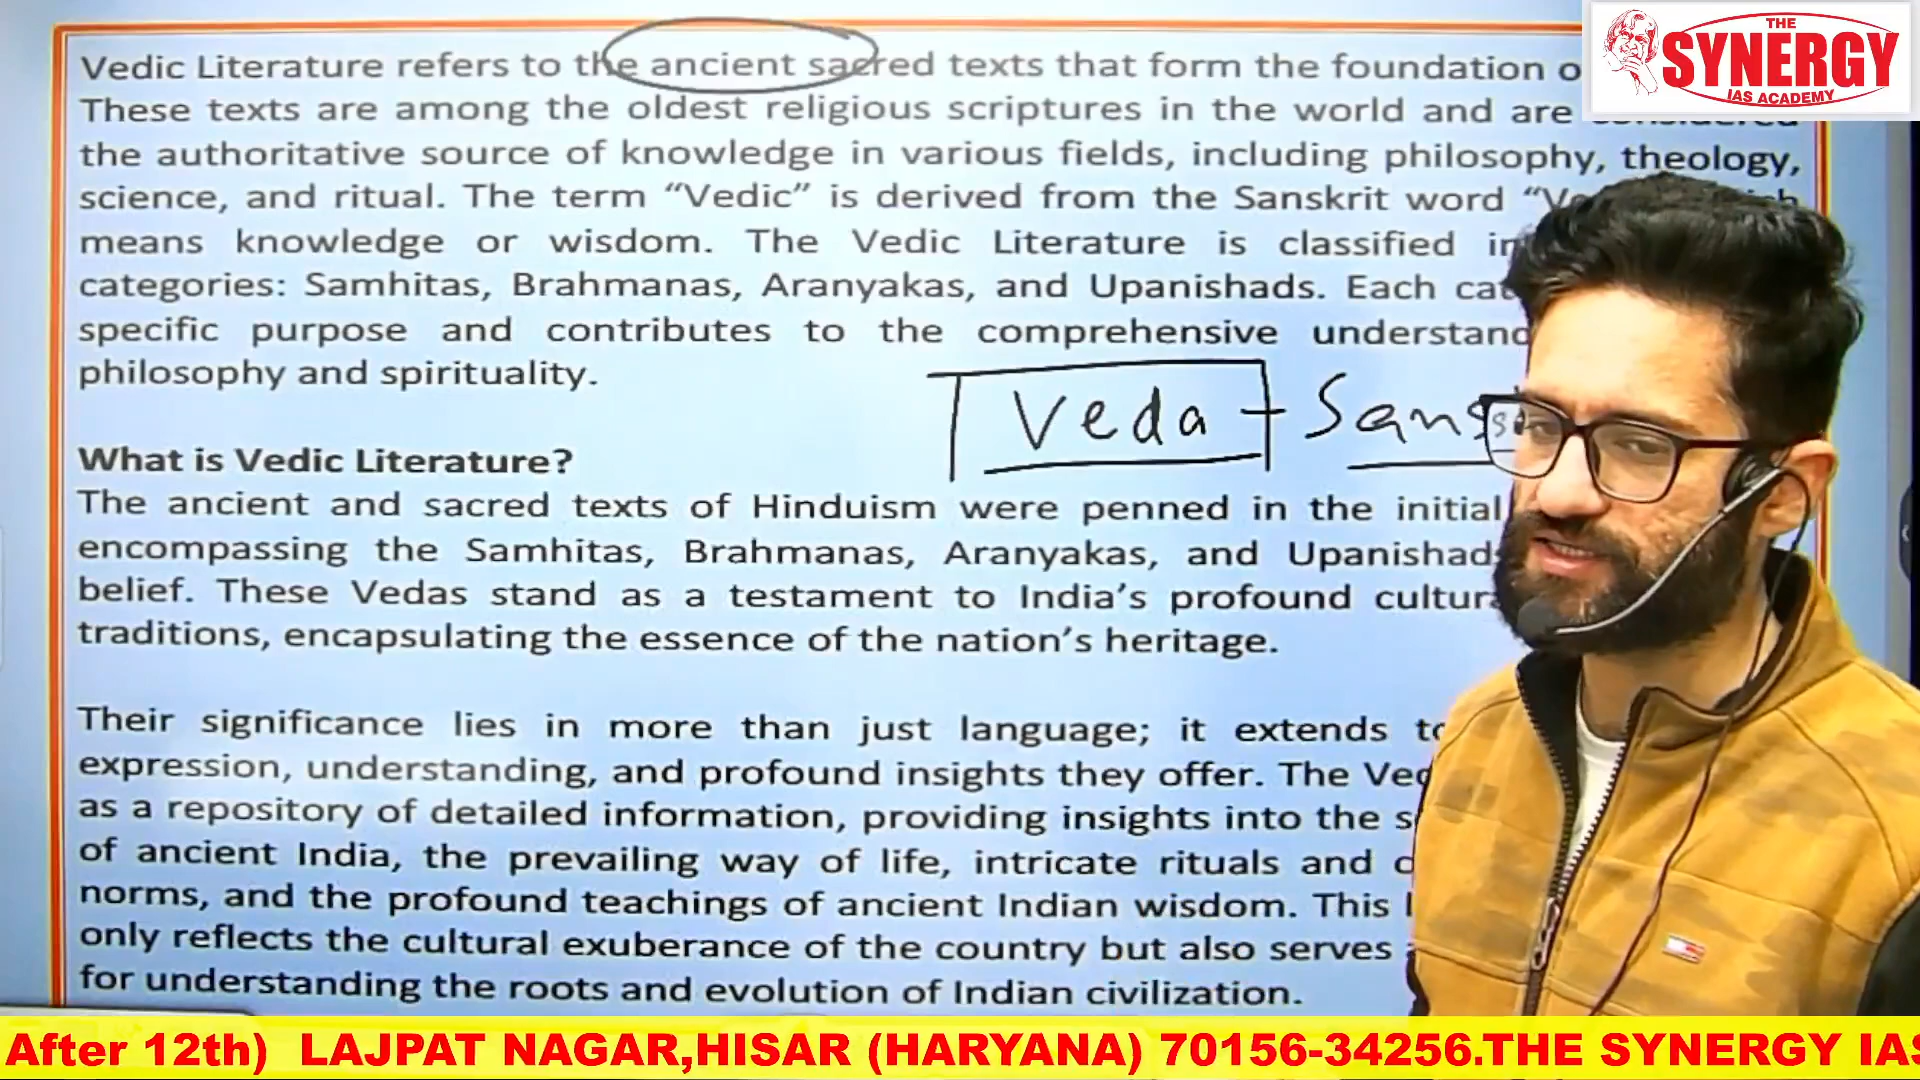 Vedic Literature refers to the ancient sacred texts that form the foundation
These texts are among the oldest religious scriptures in the world and are considered
the authoritative source of knowledge in various fields, including philosophy, theology,
science, and ritual. The term “Vedic” is derived from the Sanskrit word
means knowledge or wisdom. The Vedic Literature is classified
categories: Samhitas, Brahmanas, Aranyakas, and Upanishads. Each
specific purpose and contributes to the comprehensive
philosophy and spirituality.
Veda -
What is Vedic Literature?
The ancient and sacred texts of Hinduism were penned in the initial
encompassing the Samhitas, Brahmanas, Aranyakas, and
belief. These Vedas stand as a testament to India’s profound
traditions, encapsulating the essence of the nation’s heritage.
Their significance lies in more than just language; it extends
expression, understanding, and profound insights they offer. The
as a repository of detailed information, providing insights into the
of ancient India, the prevailing way of life, intricate rituals and
norms, and the profound teachings of ancient Indian wisdom. This
only reflects the cultural exuberance of the country but also serves
for understanding the roots and evolution of Indian civilization.
THE
SYNERGY
IAS ACADEMY
After 12th) LAJPAT NAGAR,HISAR (HARYANA) 70156-34256.THE SYNERGY IAS